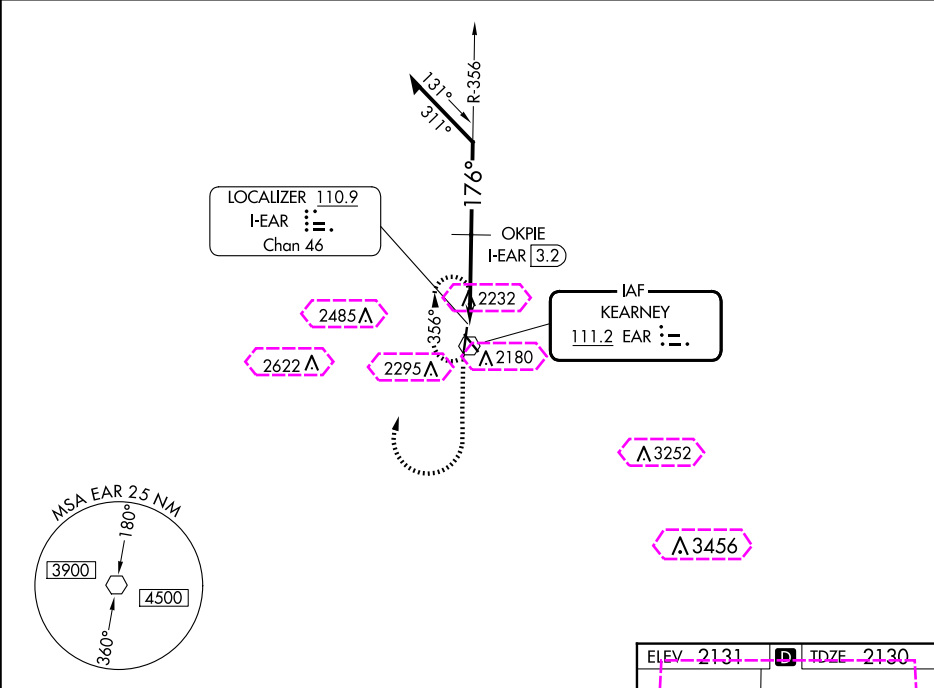 R-356
131°
311°
176°
LOCALIZER 110.9
I-EAR
Chan 46
OKPIE
I-EAR 3.2
IAF
KEARNEY
111.2 EAR
2232
2485
356°
2622
2295
2180
3252
3456
MSA EAR 25 NM
180°
3900
4500
360°
ELEV 2131 D TDZE 2130